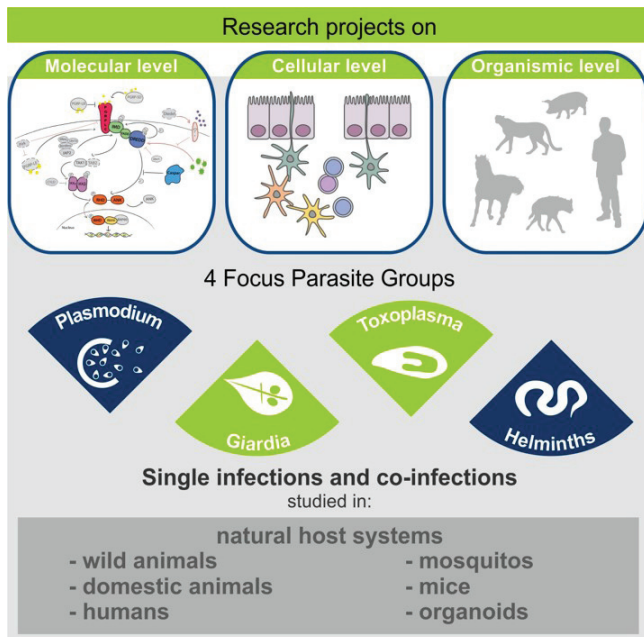 Research projects on
Molecular level
Cellular level
Organismic level
4 Focus Parasite Groups
Plasmodium
Giardia
Toxoplasma
Helminths
Single infections and co-infections
studied in:
natural host systems
- wild animals
- domestic animals
- humans
- mosquitos
- mice
- organoids